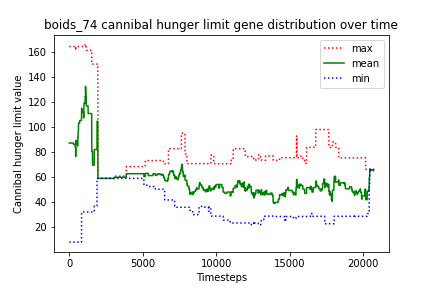 boids_74 cannibal hunger limit gene distribution over time
max
mean
min
Cannibal hunger limit value
160
140
120
100
80
60
40
20
0
5000
10000
15000
20000
Timesteps